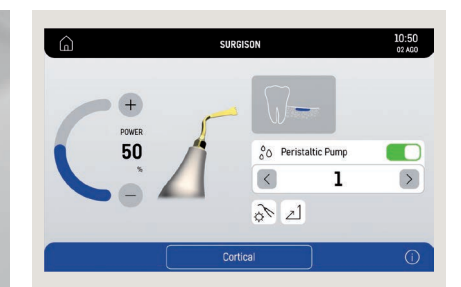 SURGISON
10:50
02 AGO
POWER
50
%
Peristaltic Pump
1
Cortical